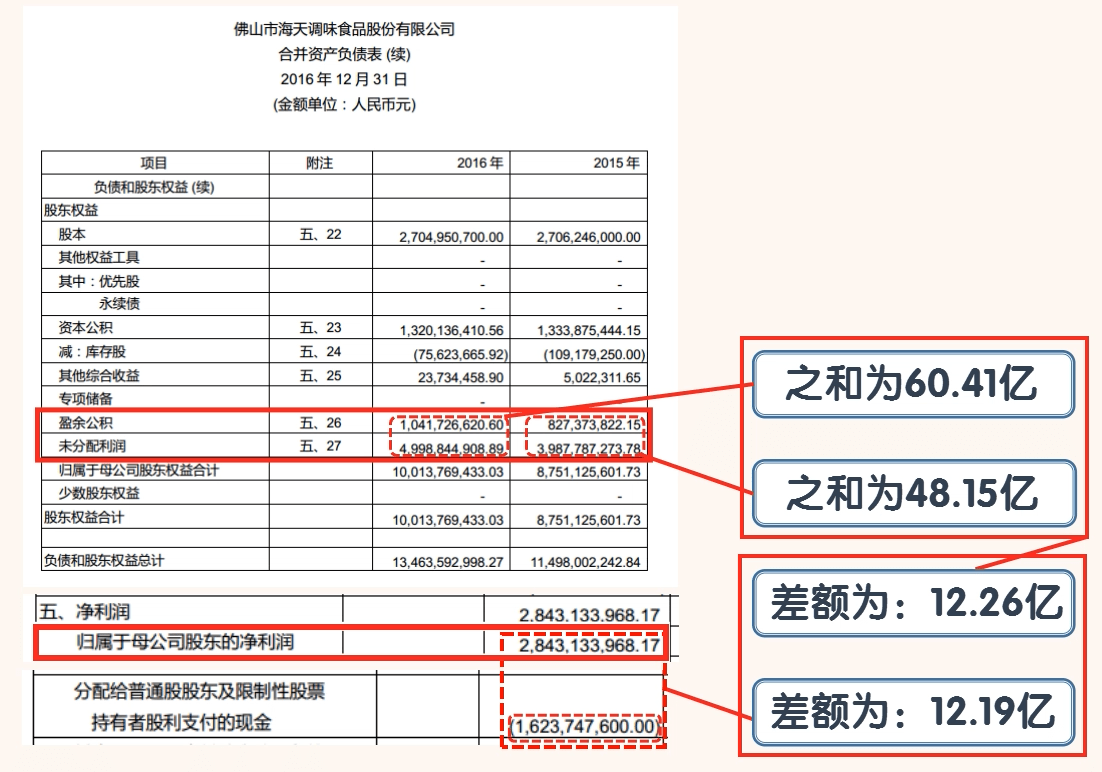 佛山市海天调味食品股份有限公司
合并资产负债表 (续)
2016 年 12 月 31 日
(金额单位：人民币元)
项目 附注 2016 年 2015 年
负债和股东权益 (续)
股东权益
股本 五、22 2,704,950,700.00 2,706,246,000.00
其他权益工具 - -
其中：优先股 - -
永续债 - -
资本公积 五、23 1,320,136,410.56 1,333,875,444.15
减：库存股 五、24 (75,623,665.92) (109,179,250.00)
其他综合收益 五、25 23,734,458.90 5,022,311.65
专项储备 -
盈余公积 五、26 1,041,726,620.60 827,373,822.15
未分配利润 五、27 4,998,844,908.89 3,987,787,273.78
归属于母公司股东权益合计 10,013,769,433.03 8,751,125,601.73
少数股东权益 - -
股东权益合计 10,013,769,433.03 8,751,125,601.73
负债和股东权益总计 13,463,592,998.27 11,498,002,242.84
五、净利润 2,843,133,968.17
归属于母公司股东的净利润 2,843,133,968.17
分配给普通股股东及限制性股票
持有者股利支付的现金 (1,623,747,600.00)
之和为60.41亿
之和为48.15亿
差额为：12.26亿
差额为：12.19亿